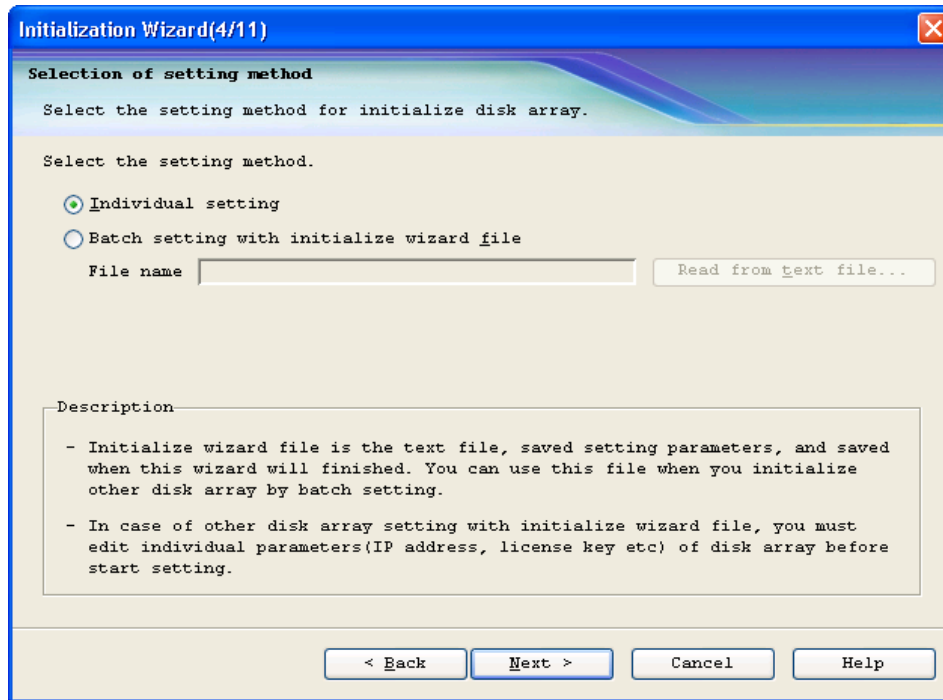 Initialization Wizard(4/11)
Selection of setting method
Select the setting method for initialize disk array.
Select the setting method.
Individual setting
Batch setting with initialize wizard file
File name
Read from text file...
Description
- Initialize wizard file is the text file, saved setting parameters, and saved
when this wizard will finished. You can use this file when you initialize
other disk array by batch setting.
- In case of other disk array setting with initialize wizard file, you must
edit individual parameters(IP address, license key etc) of disk array before
start setting.
< Back Next > Cancel Help